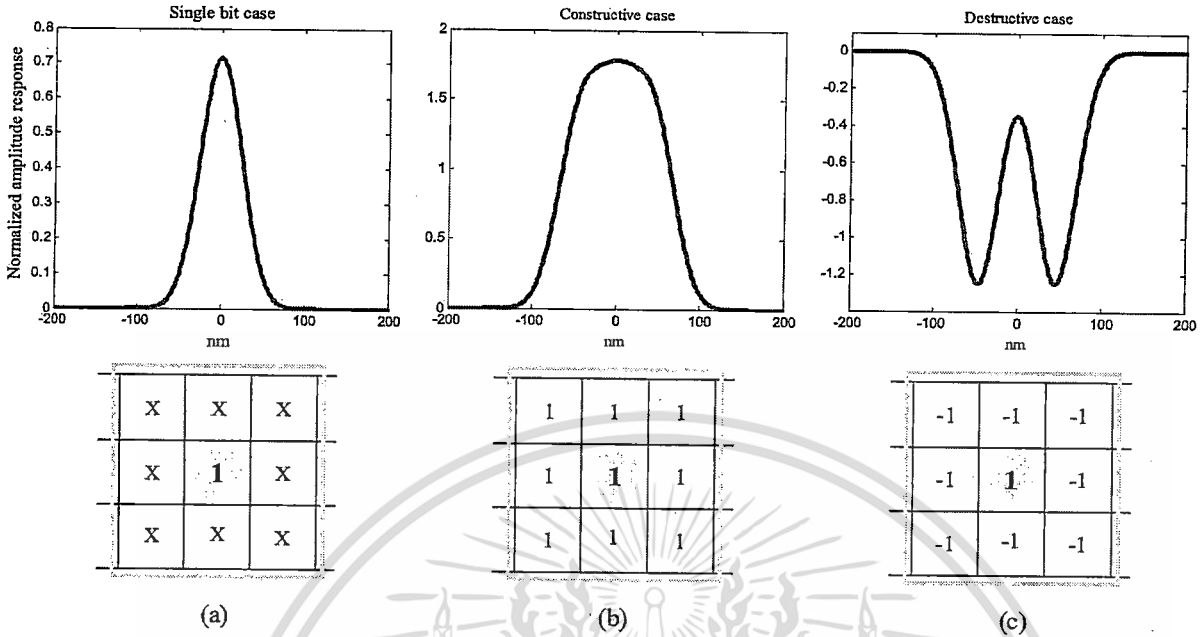 Single bit case
Constructive case
Destructive case
Normalized amplitude response
0.8
0.7
0.6
0.5
0.4
0.3
0.2
0.1
0
-200
-100
0
100
200
nm
2
1.5
1
0.5
0
-200
-100
0
100
200
nm
0
-0.2
-0.4
-0.6
-0.8
-1
-1.2
-200
-100
0
100
200
nm
X X X
X 1 X
X X X
(a)
1 1 1
1 1 1
1 1 1
(b)
-1 -1 -1
-1 1 -1
-1 -1 -1
(c)